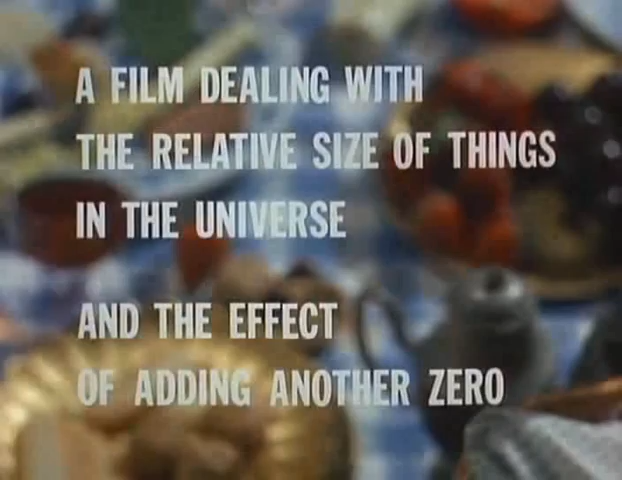 A FILM DEALING WITH
THE RELATIVE SIZE OF THINGS
IN THE UNIVERSE
AND THE EFFECT
OF ADDING ANOTHER ZERO